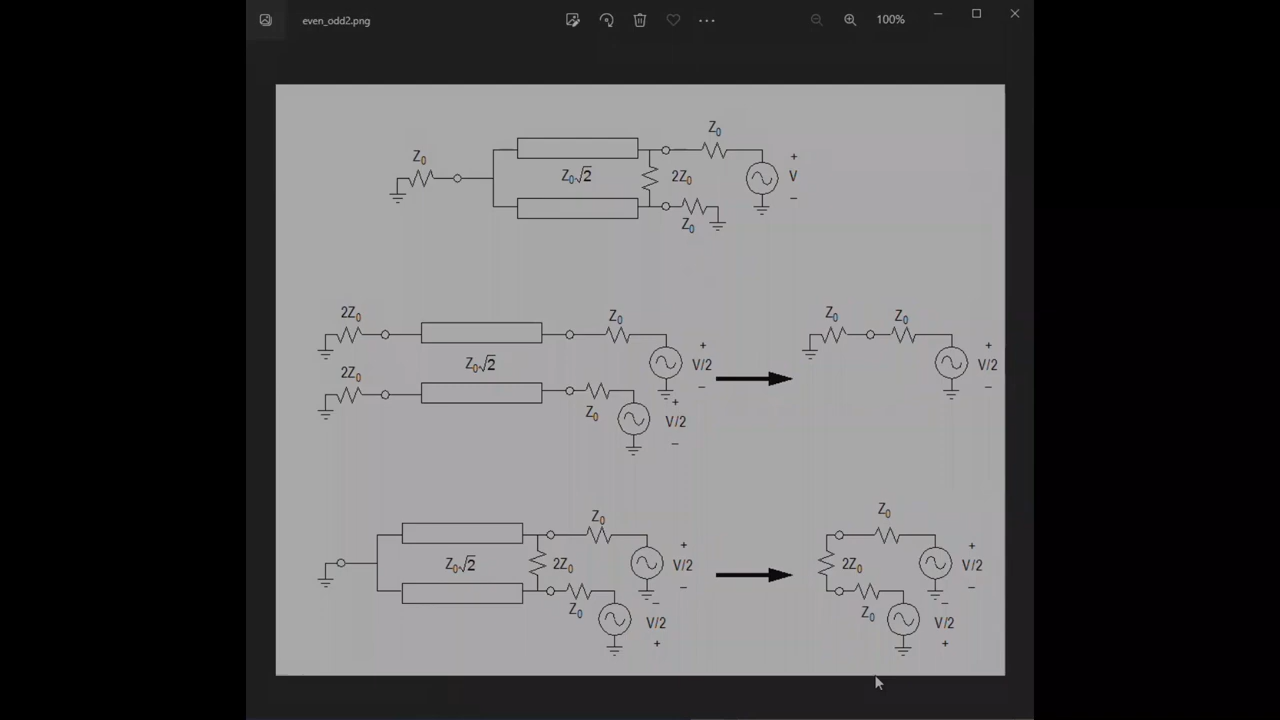 even_odd2.png
100%
Z₀
Z₀
+
Z₀√2
2Z₀
V
−
Z₀
2Z₀
Z₀
Z₀
Z₀
+
+
Z₀√2
V/2
V/2
2Z₀
−
−
+
Z₀
V/2
−
Z₀
Z₀
+
+
Z₀√2
2Z₀
V/2
2Z₀
V/2
−
−
Z₀
−
Z₀
−
V/2
V/2
+
+